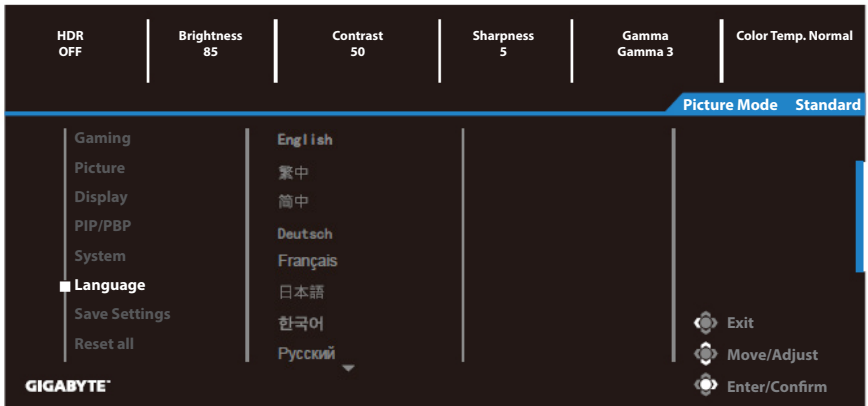 HDR Brightness Contrast Sharpness Gamma Color Temp. Normal
OFF 85 50 5 Gamma 3
Picture Mode Standard
Gaming English
Picture 繁中
Display 简中
PIP/PBP Deutsch
System Français
Language 日本語
Save Settings 한국어 Exit
Reset all Русский Move/Adjust
GIGABYTE™ Enter/Confirm